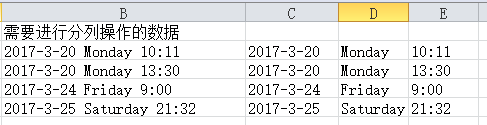 B C D E
需要进行分列操作的数据
2017-3-20 Monday 10:11 2017-3-20 Monday 10:11
2017-3-20 Monday 13:30 2017-3-20 Monday 13:30
2017-3-24 Friday 9:00 2017-3-24 Friday 9:00
2017-3-25 Saturday 21:32 2017-3-25 Saturday 21:32